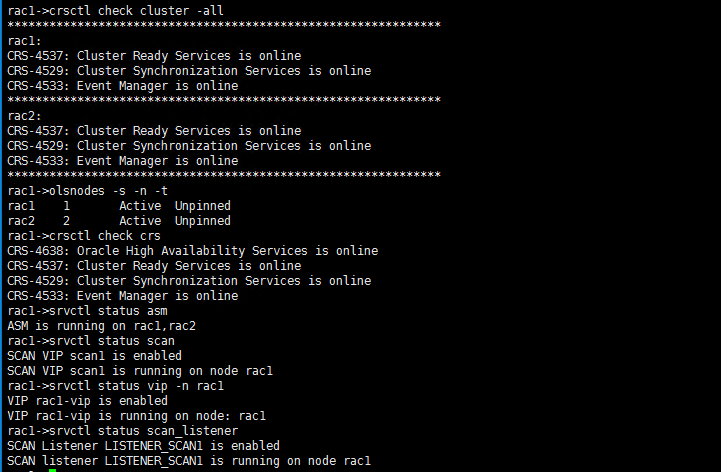 rac1->crsctl check cluster -all
**************************************************************
rac1:
CRS-4537: Cluster Ready Services is online
CRS-4529: Cluster Synchronization Services is online
CRS-4533: Event Manager is online
**************************************************************
rac2:
CRS-4537: Cluster Ready Services is online
CRS-4529: Cluster Synchronization Services is online
CRS-4533: Event Manager is online
**************************************************************
rac1->olsnodes -s -n -t
rac1    1       Active  Unpinned
rac2    2       Active  Unpinned
rac1->crsctl check crs
CRS-4638: Oracle High Availability Services is online
CRS-4537: Cluster Ready Services is online
CRS-4529: Cluster Synchronization Services is online
CRS-4533: Event Manager is online
rac1->srvctl status asm
ASM is running on rac1,rac2
rac1->srvctl status scan
SCAN VIP scan1 is enabled
SCAN VIP scan1 is running on node rac1
rac1->srvctl status vip -n rac1
VIP rac1-vip is enabled
VIP rac1-vip is running on node: rac1
rac1->srvctl status scan_listener
SCAN Listener LISTENER_SCAN1 is enabled
SCAN listener LISTENER_SCAN1 is running on node rac1